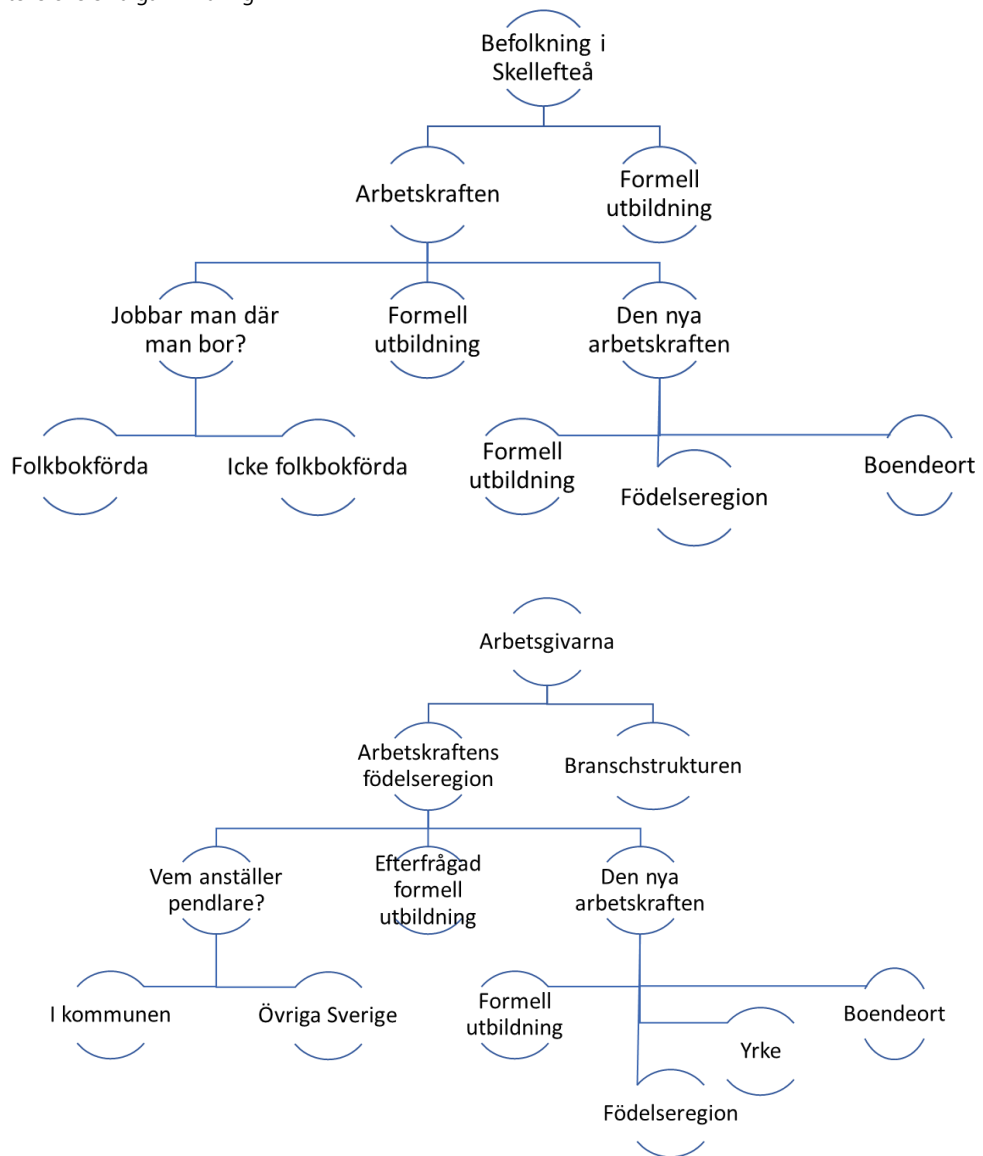 Befolkning i
Skellefteå
Arbetskraften
Formell
utbildning
Jobbar man där
man bor?
Formell
utbildning
Den nya
arbetskraften
Folkbokförda
Icke folkbokförda
Formell
utbildning
Födelseregion
Boendeort
Arbetsgivarna
Arbetskraftens
födelseregion
Branschstrukturen
Vem anställer
pendlare?
Efterfrågad
formell
utbildning
Den nya
arbetskraften
I kommunen
Övriga Sverige
Formell
utbildning
Yrke
Födelseregion
Boendeort